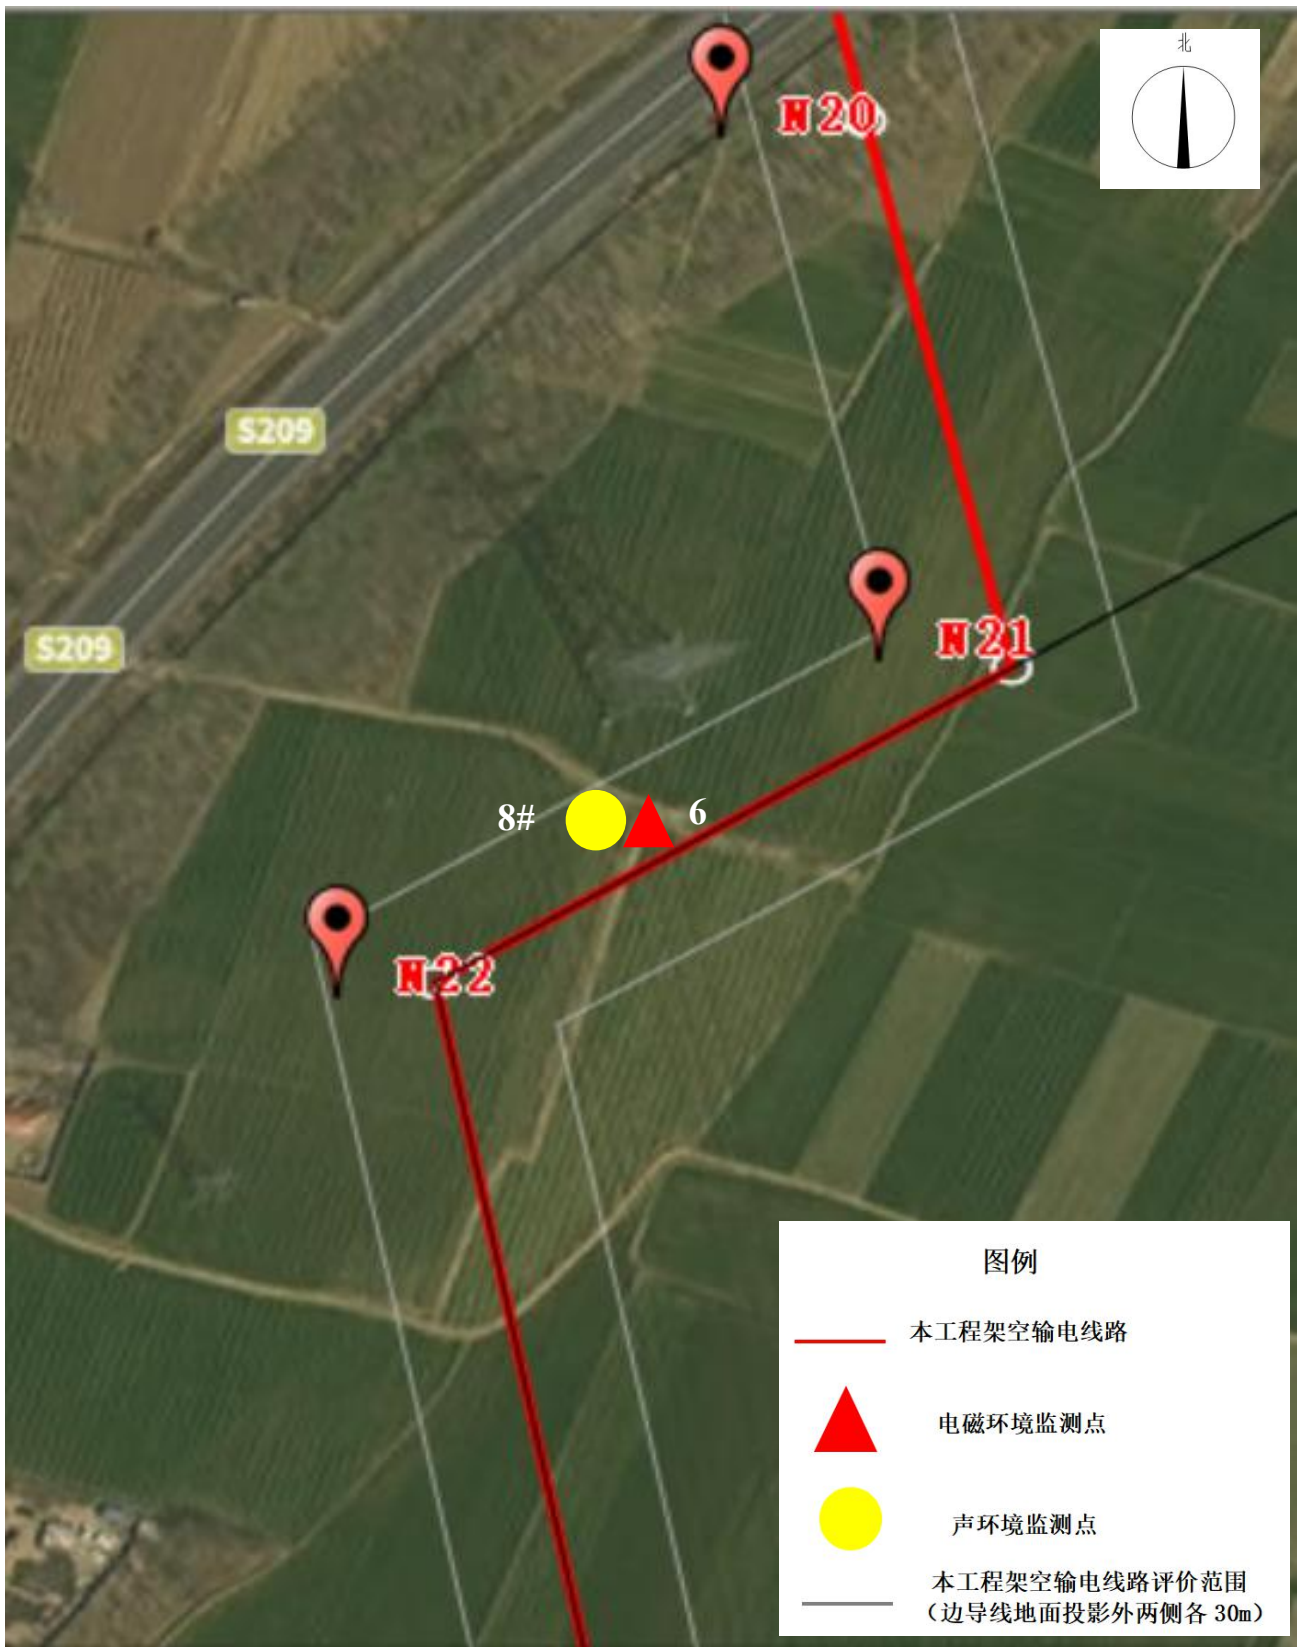 北
N20
S209
N21
S209
8#
6
N22
图例
本工程架空输电线路
电磁环境监测点
声环境监测点
本工程架空输电线路评价范围
（边导线地面投影外两侧各 30m）